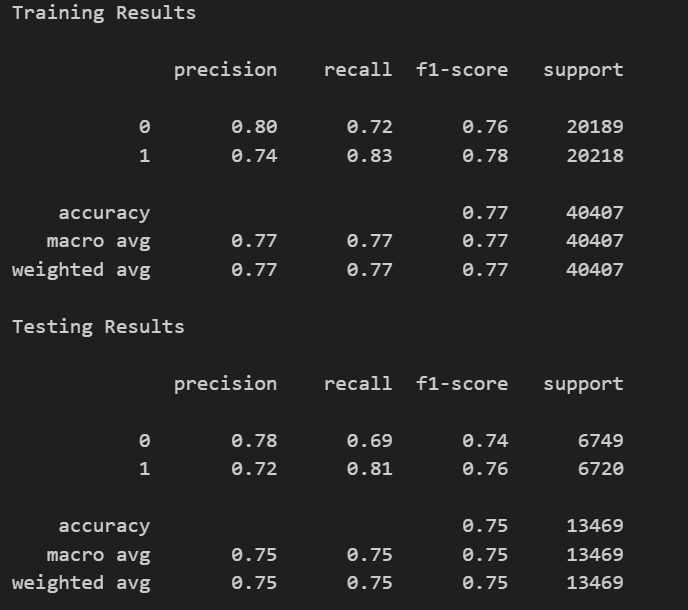 Training Results
precision recall f1-score support
0 0.80 0.72 0.76 20189
1 0.74 0.83 0.78 20218
accuracy 0.77 40407
macro avg 0.77 0.77 0.77 40407
weighted avg 0.77 0.77 0.77 40407
Testing Results
precision recall f1-score support
0 0.78 0.69 0.74 6749
1 0.72 0.81 0.76 6720
accuracy 0.75 13469
macro avg 0.75 0.75 0.75 13469
weighted avg 0.75 0.75 0.75 13469